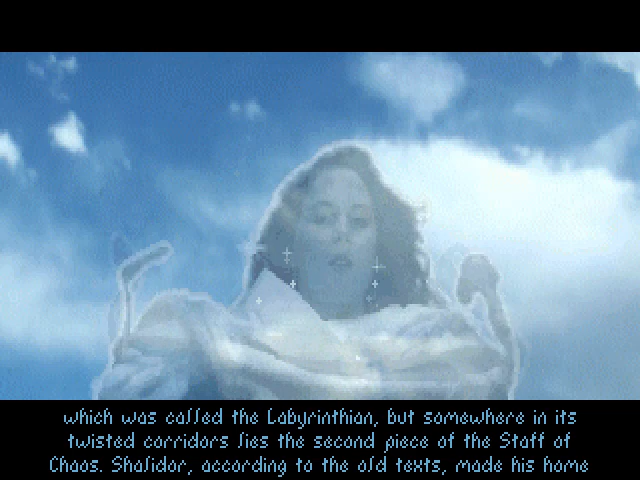 which was called the Labyrinthian, but somewhere in its
twisted corridors lies the second piece of the Staff of
Chaos. Shalidor, according to the old texts, made his home